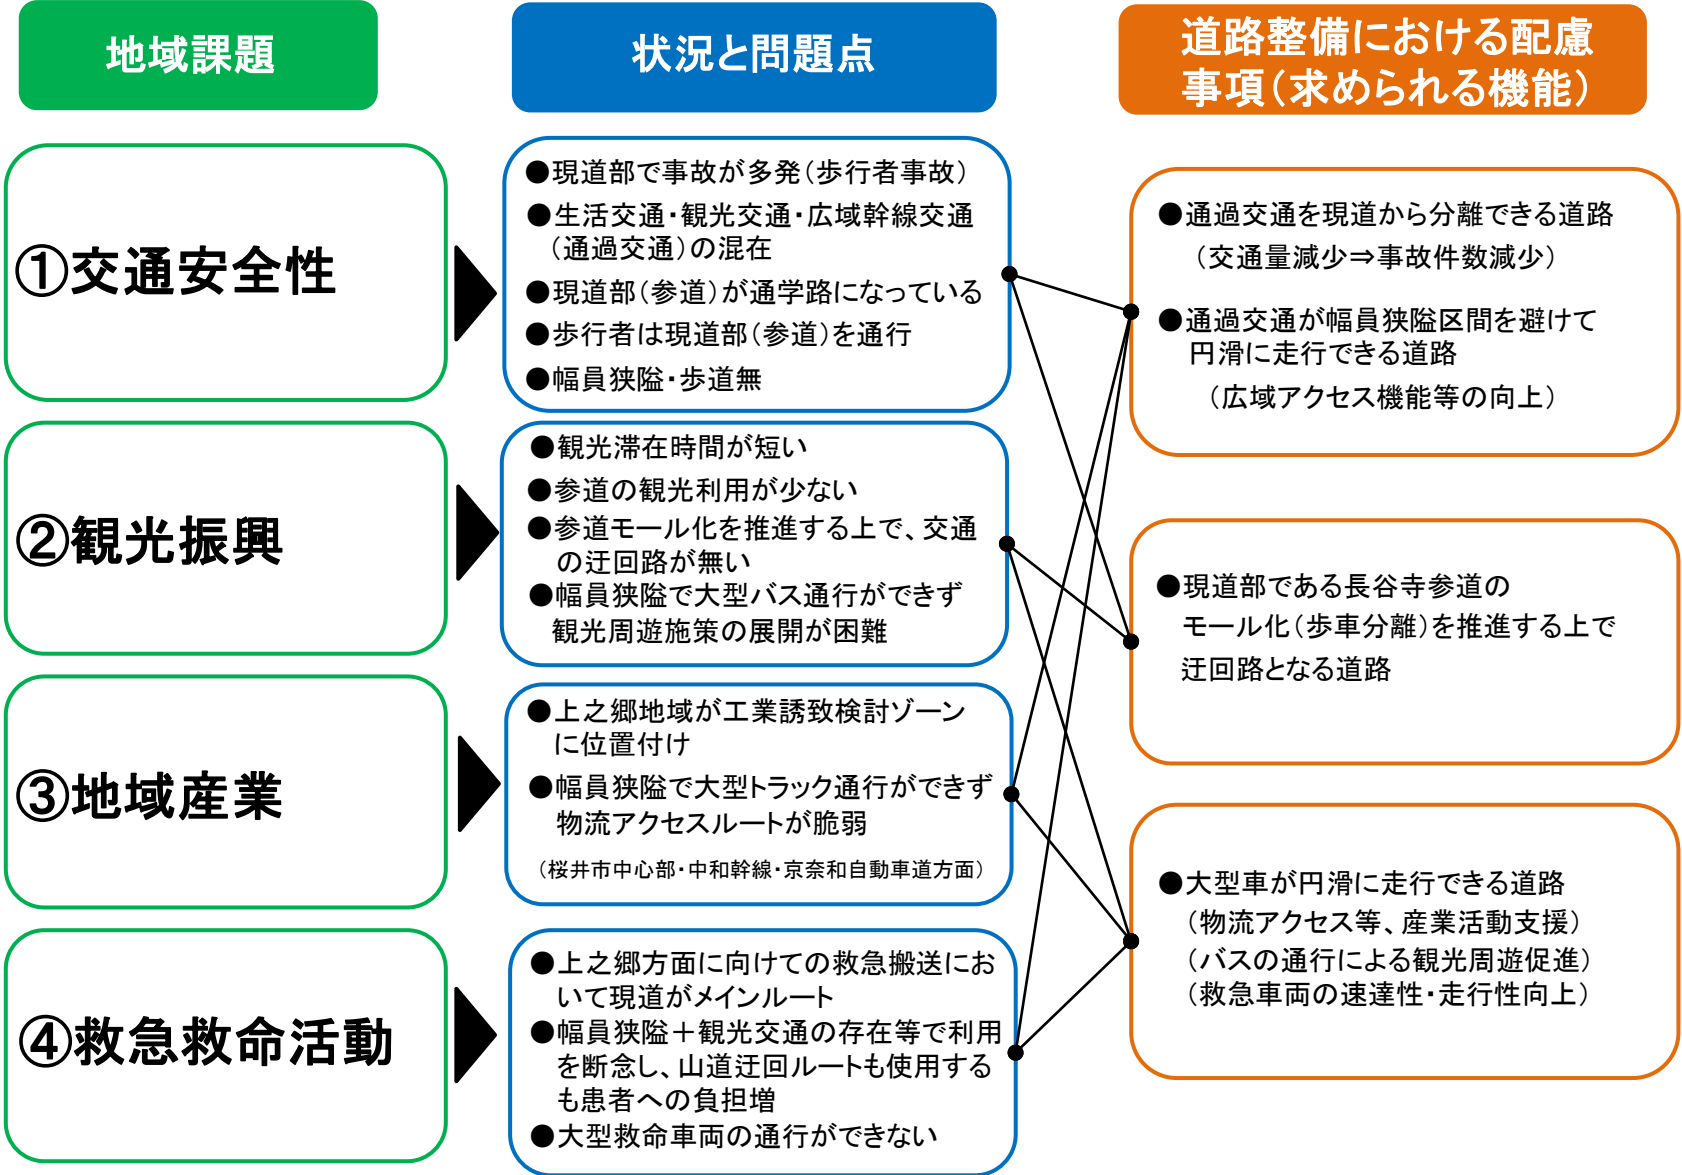 地域課題
状況と問題点
道路整備における配慮
事項（求められる機能）
①交通安全性
●現道部で事故が多発（歩行者事故）
●生活交通・観光交通・広域幹線交通
（通過交通）の混在
●現道部（参道）が通学路になっている
●歩行者は現道部（参道）を通行
●幅員狭隘・歩道無
②観光振興
●観光滞在時間が短い
●参道の観光利用が少ない
●参道モール化を推進する上で、交通
の迂回路が無い
●幅員狭隘で大型バス通行ができず
観光周遊施策の展開が困難
③地域産業
●上之郷地域が工業誘致検討ゾーン
に位置付け
●幅員狭隘で大型トラック通行ができず
物流アクセスルートが脆弱
（桜井市中心部・中和幹線・京奈和自動車道方面）
④救急救命活動
●上之郷方面に向けての救急搬送にお
いて現道がメインルート
●幅員狭隘＋観光交通の存在等で利用
を断念し、山道迂回ルートも使用する
も患者への負担増
●大型救命車両の通行ができない
●通過交通を現道から分離できる道路
（交通量減少⇒事故件数減少）
●通過交通が幅員狭隘区間を避けて
円滑に走行できる道路
（広域アクセス機能等の向上）
●現道部である長谷寺参道の
モール化（歩車分離）を推進する上で
迂回路となる道路
●大型車が円滑に走行できる道路
（物流アクセス等、産業活動支援）
（バスの通行による観光周遊促進）
（救急車両の速達性・走行性向上）